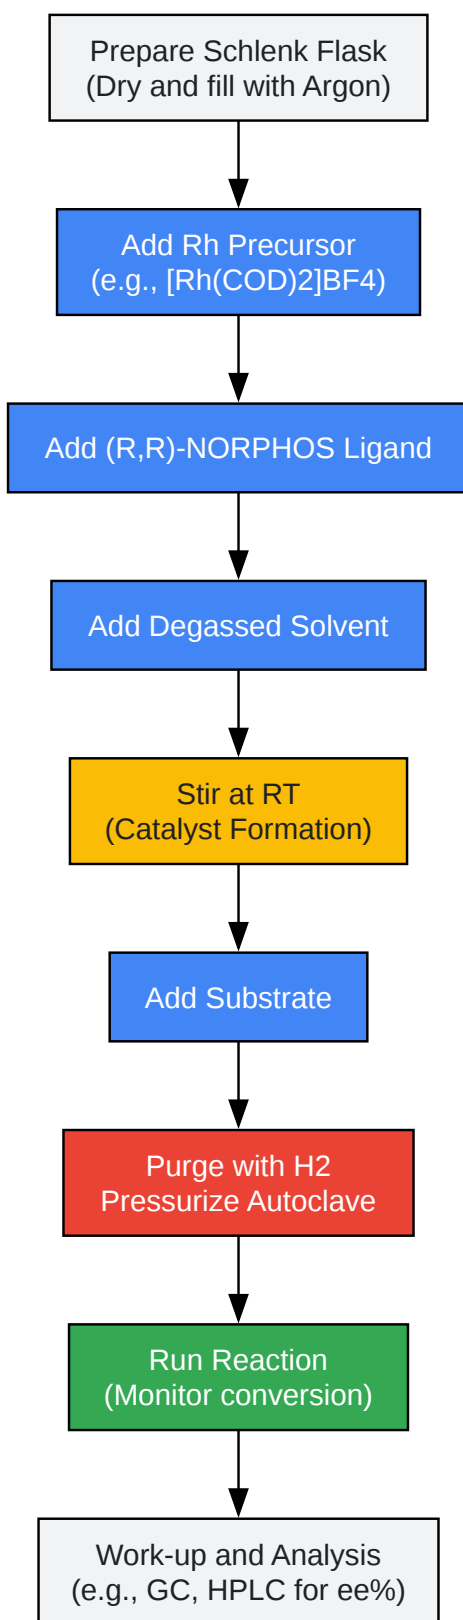 Prepare Schlenk Flask
(Dry and fill with Argon)
Add Rh Precursor
(e.g., [Rh(COD)2]BF4)
Add (R,R)-NORPHOS Ligand
Add Degassed Solvent
Stir at RT
(Catalyst Formation)
Add Substrate
Purge with H2
Pressurize Autoclave
Run Reaction
(Monitor conversion)
Work-up and Analysis
(e.g., GC, HPLC for ee%)